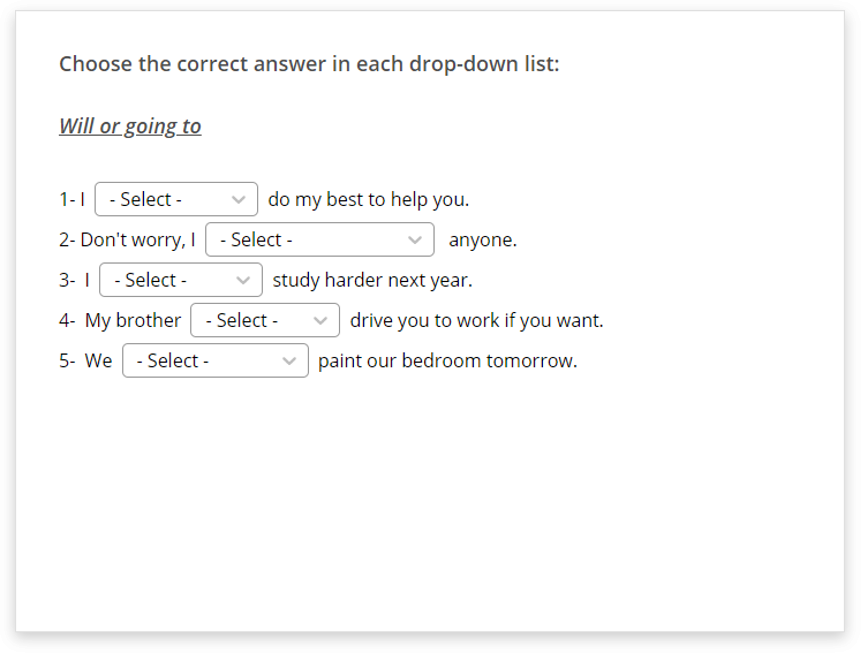 Choose the correct answer in each drop-down list:
Will or going to
1- I - Select - do my best to help you.
2- Don't worry, I - Select - anyone.
3- I - Select - study harder next year.
4- My brother - Select - drive you to work if you want.
5- We - Select - paint our bedroom tomorrow.